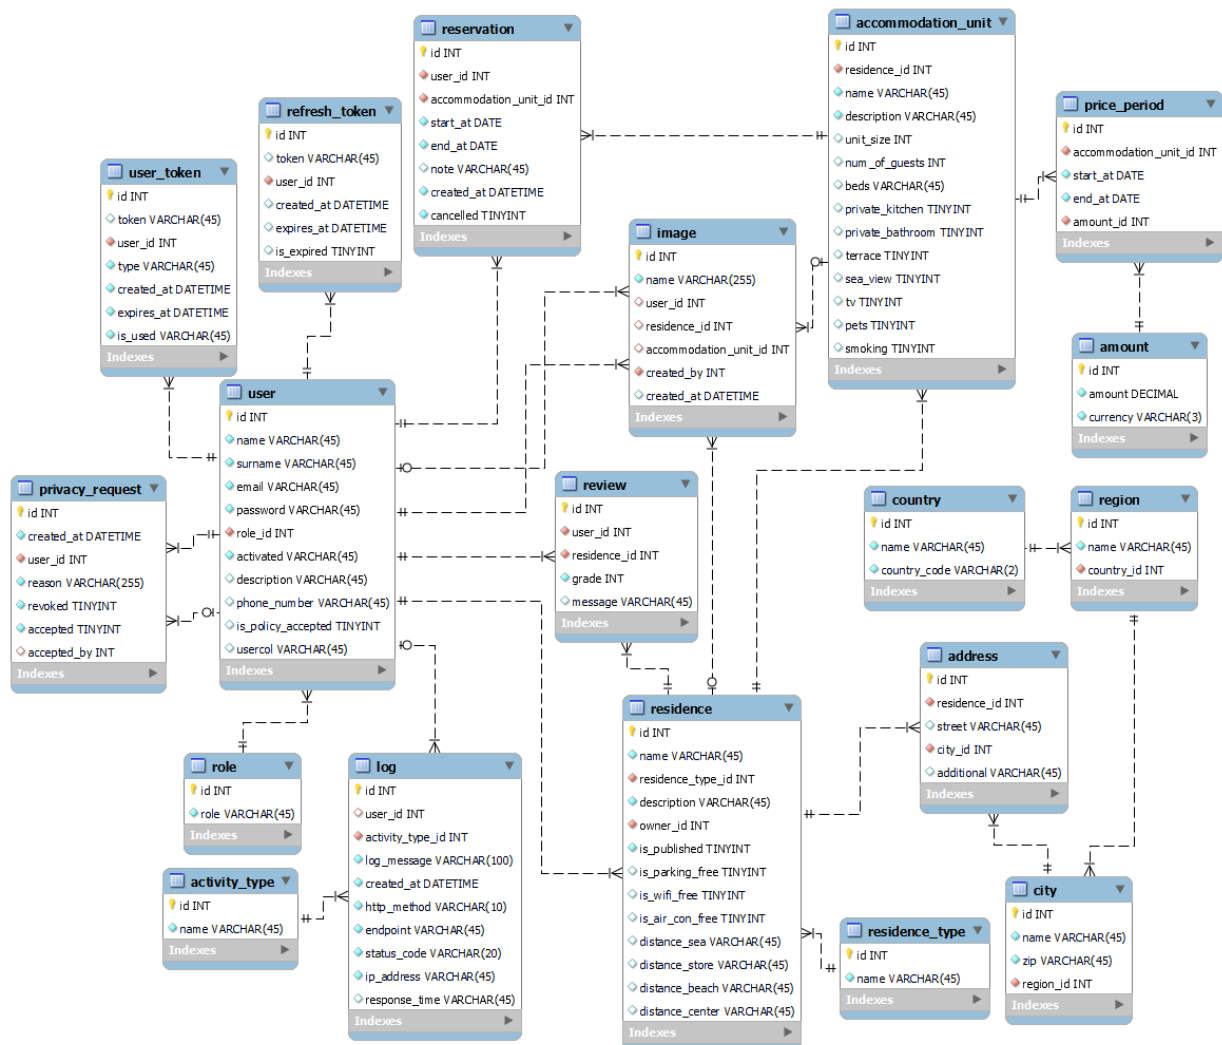 reservation
id INT
user_id INT
accommodation_unit_id INT
start_at DATE
end_at DATE
note VARCHAR(45)
created_at DATETIME
cancelled TINYINT
Indexes
accommodation_unit
id INT
residence_id INT
name VARCHAR(45)
description VARCHAR(45)
unit_size INT
num_of_guests INT
beds VARCHAR(45)
private_kitchen TINYINT
private_bathroom TINYINT
terrace TINYINT
sea_view TINYINT
tv TINYINT
pets TINYINT
smoking TINYINT
Indexes
price_period
id INT
accommodation_unit_id INT
start_at DATE
end_at DATE
amount_id INT
Indexes
refresh_token
id INT
token VARCHAR(45)
user_id INT
created_at DATETIME
expires_at DATETIME
is_expired TINYINT
Indexes
user_token
id INT
token VARCHAR(45)
user_id INT
type VARCHAR(45)
created_at DATETIME
expires_at DATETIME
is_used VARCHAR(45)
Indexes
image
id INT
name VARCHAR(255)
user_id INT
residence_id INT
accommodation_unit_id INT
created_by INT
created_at DATETIME
Indexes
amount
id INT
amount DECIMAL
currency VARCHAR(3)
Indexes
user
id INT
name VARCHAR(45)
surname VARCHAR(45)
email VARCHAR(45)
password VARCHAR(45)
role_id INT
activated VARCHAR(45)
description VARCHAR(45)
phone_number VARCHAR(45)
is_policy_accepted TINYINT
usercol VARCHAR(45)
Indexes
privacy_request
id INT
created_at DATETIME
user_id INT
reason VARCHAR(255)
revoked TINYINT
accepted TINYINT
accepted_by INT
Indexes
review
id INT
user_id INT
residence_id INT
grade INT
message VARCHAR(45)
Indexes
country
id INT
name VARCHAR(45)
country_code VARCHAR(2)
Indexes
region
id INT
name VARCHAR(45)
country_id INT
Indexes
address
id INT
residence_id INT
street VARCHAR(45)
city_id INT
additional VARCHAR(45)
Indexes
residence
id INT
name VARCHAR(45)
residence_type_id INT
description VARCHAR(45)
owner_id INT
is_published TINYINT
is_parking_free TINYINT
is_wifi_free TINYINT
is_air_con_free TINYINT
distance_sea VARCHAR(45)
distance_store VARCHAR(45)
distance_beach VARCHAR(45)
distance_center VARCHAR(45)
Indexes
role
id INT
role VARCHAR(45)
Indexes
log
id INT
user_id INT
activity_type_id INT
log_message VARCHAR(100)
created_at DATETIME
http_method VARCHAR(10)
endpoint VARCHAR(45)
status_code VARCHAR(20)
ip_address VARCHAR(45)
response_time VARCHAR(45)
Indexes
activity_type
id INT
name VARCHAR(45)
Indexes
residence_type
id INT
name VARCHAR(45)
Indexes
city
id INT
name VARCHAR(45)
zip VARCHAR(45)
region_id INT
Indexes